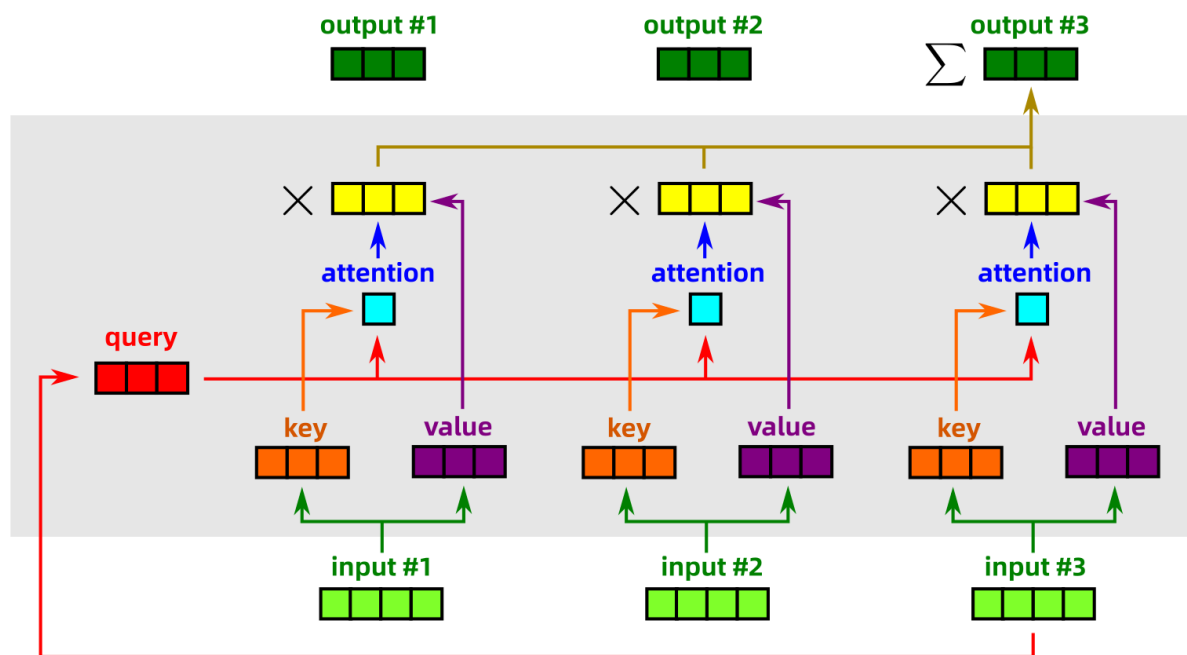 output #1
output #2
output #3
∑
×
×
×
attention
attention
attention
query
key
value
key
value
key
value
input #1
input #2
input #3